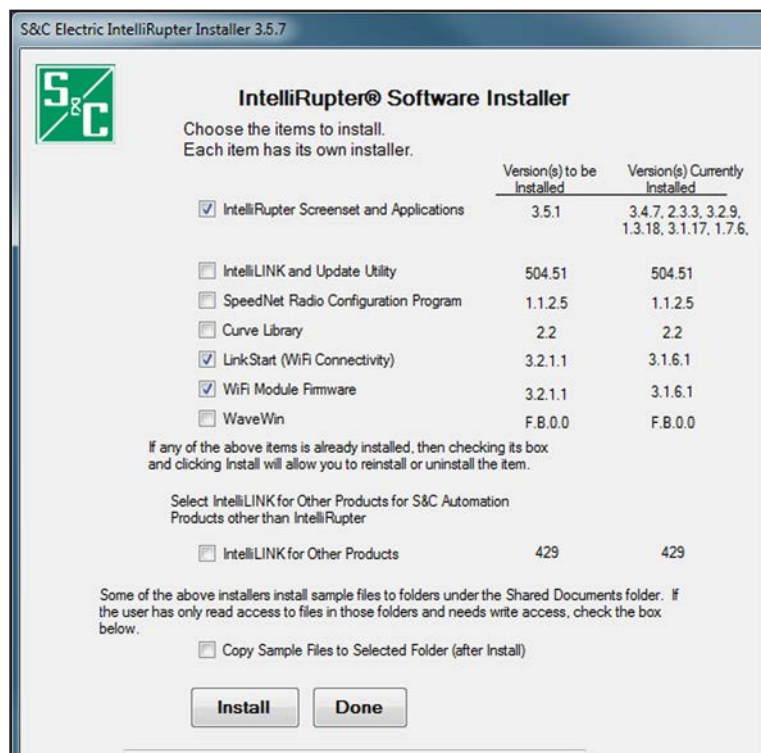 S&C Electric IntelliRupter Installer 3.5.7
S&C
IntelliRupter® Software Installer
Choose the items to install.
Each item has its own installer.
Version(s) to be Installed
Version(s) Currently Installed
IntelliRupter Screenset and Applications 3.5.1 3.4.7, 2.3.3, 3.2.9,
1.3.18, 3.1.17, 1.7.6,
IntelliLINK and Update Utility 504.51 504.51
SpeedNet Radio Configuration Program 1.1.2.5 1.1.2.5
Curve Library 2.2 2.2
LinkStart (WiFi Connectivity) 3.2.1.1 3.1.6.1
WiFi Module Firmware 3.2.1.1 3.1.6.1
WaveWin F.B.0.0 F.B.0.0
If any of the above items is already installed, then checking its box
and clicking Install will allow you to reinstall or uninstall the item.
Select IntelliLINK for Other Products for S&C Automation
Products other than IntelliRupter
IntelliLINK for Other Products 429 429
Some of the above installers install sample files to folders under the Shared Documents folder. If
the user has only read access to files in those folders and needs write access, check the box
below.
Copy Sample Files to Selected Folder (after Install)
Install Done